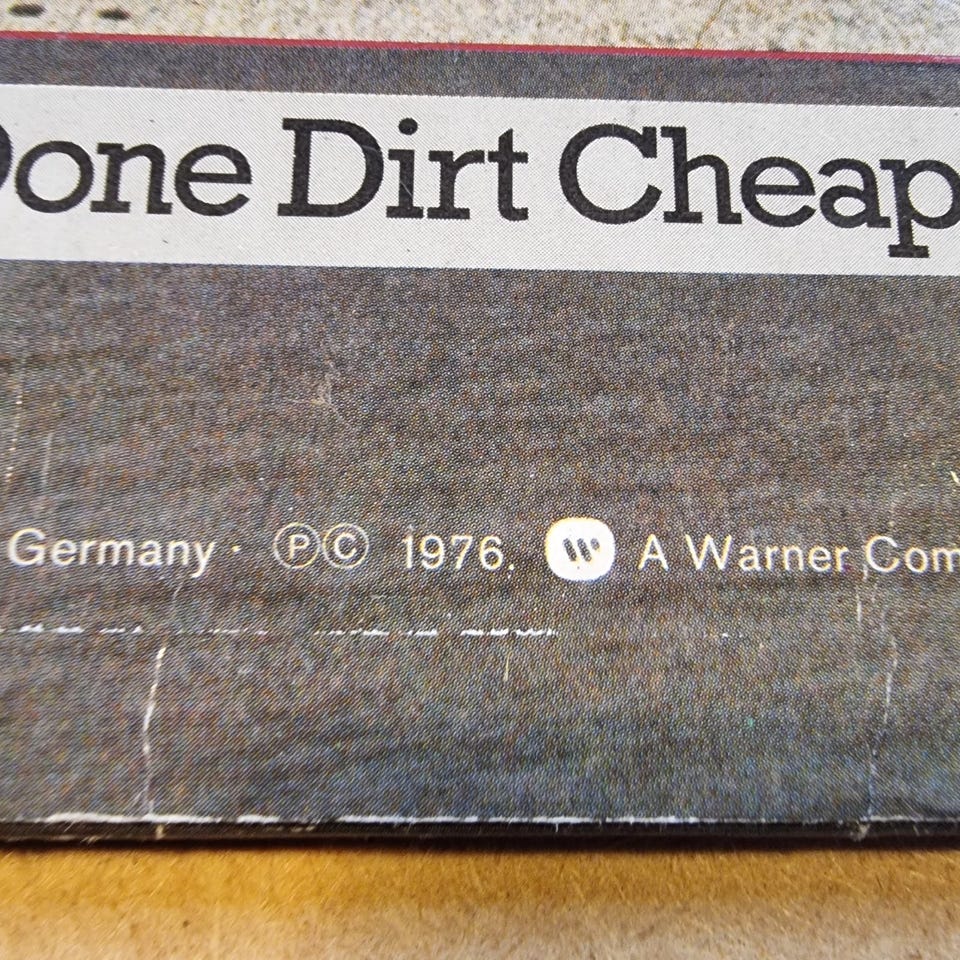 Done Dirt Cheap
Germany · ℗© 1976. W A Warner Com